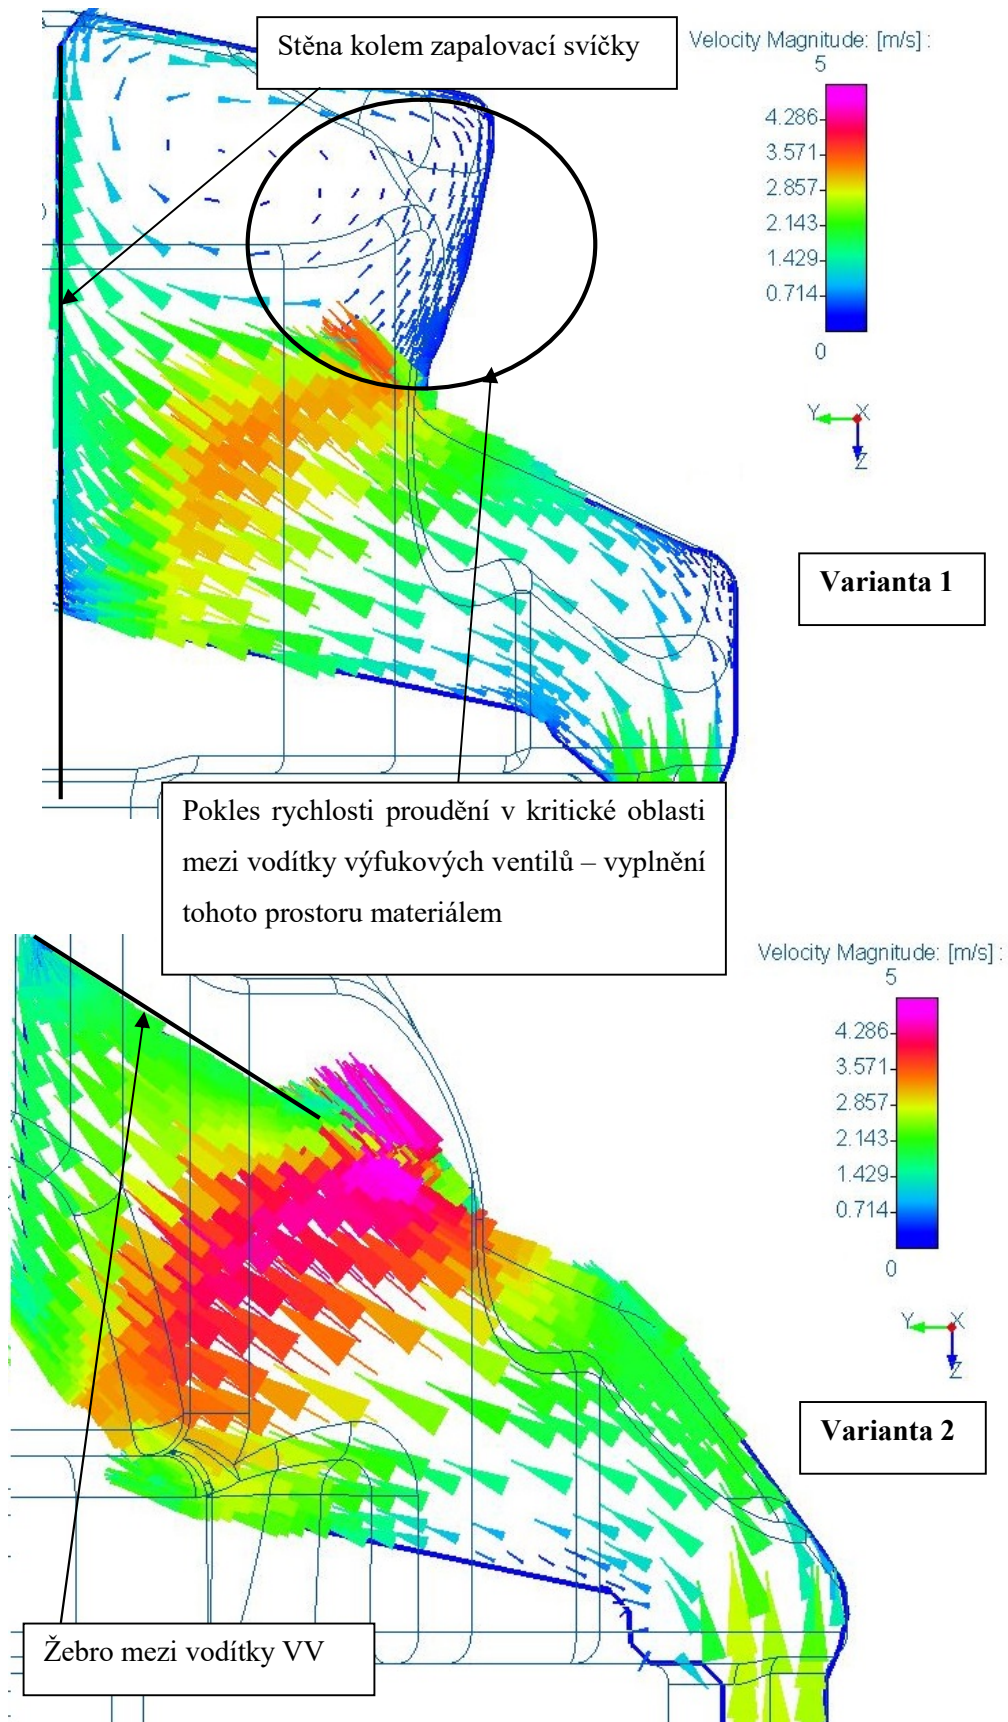 Stěna kolem zapalovací svíčky
Velocity Magnitude: [m/s] :
5
4.286
3.571
2.857
2.143
1.429
0.714
0
Y
X
Z
Varianta 1
Pokles rychlosti proudění v kritické oblasti
mezi vodítky výfukových ventilů – vyplnění
tohoto prostoru materiálem
Velocity Magnitude: [m/s] :
5
4.286
3.571
2.857
2.143
1.429
0.714
0
Y
X
Z
Varianta 2
Žebro mezi vodítky VV